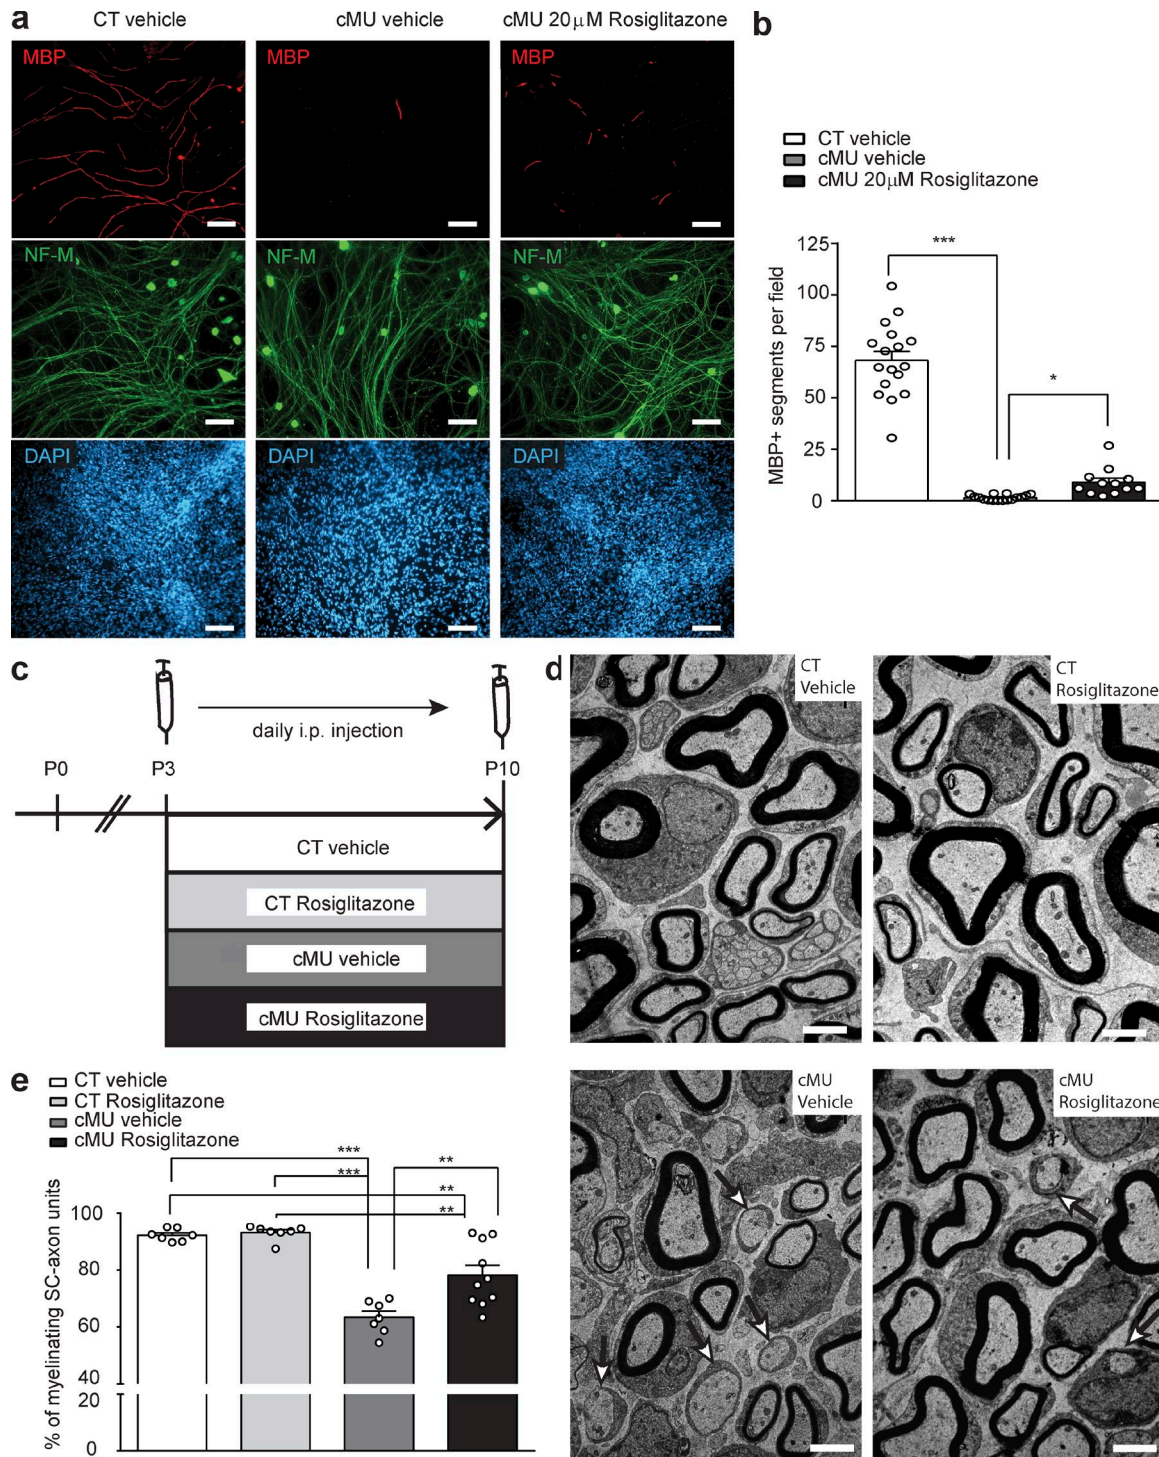 a
CT vehicle
cMU vehicle
cMU 20μM Rosiglitazone
MBP
MBP
MBP
NF-M
NF-M
NF-M
DAPI
DAPI
DAPI
b
CT vehicle
cMU vehicle
cMU 20μM Rosiglitazone
MBP+ segments per field
125
100
75
50
25
0
***
*
c
daily i.p. injection
P0
P3
P10
CT vehicle
CT Rosiglitazone
cMU vehicle
cMU Rosiglitazone
d
CT
Vehicle
CT
Rosiglitazone
cMU
Vehicle
cMU
Rosiglitazone
e
CT vehicle
CT Rosiglitazone
cMU vehicle
cMU Rosiglitazone
% of myelinating SC-axon units
100
80
60
40
20
0
***
***
**
**
**